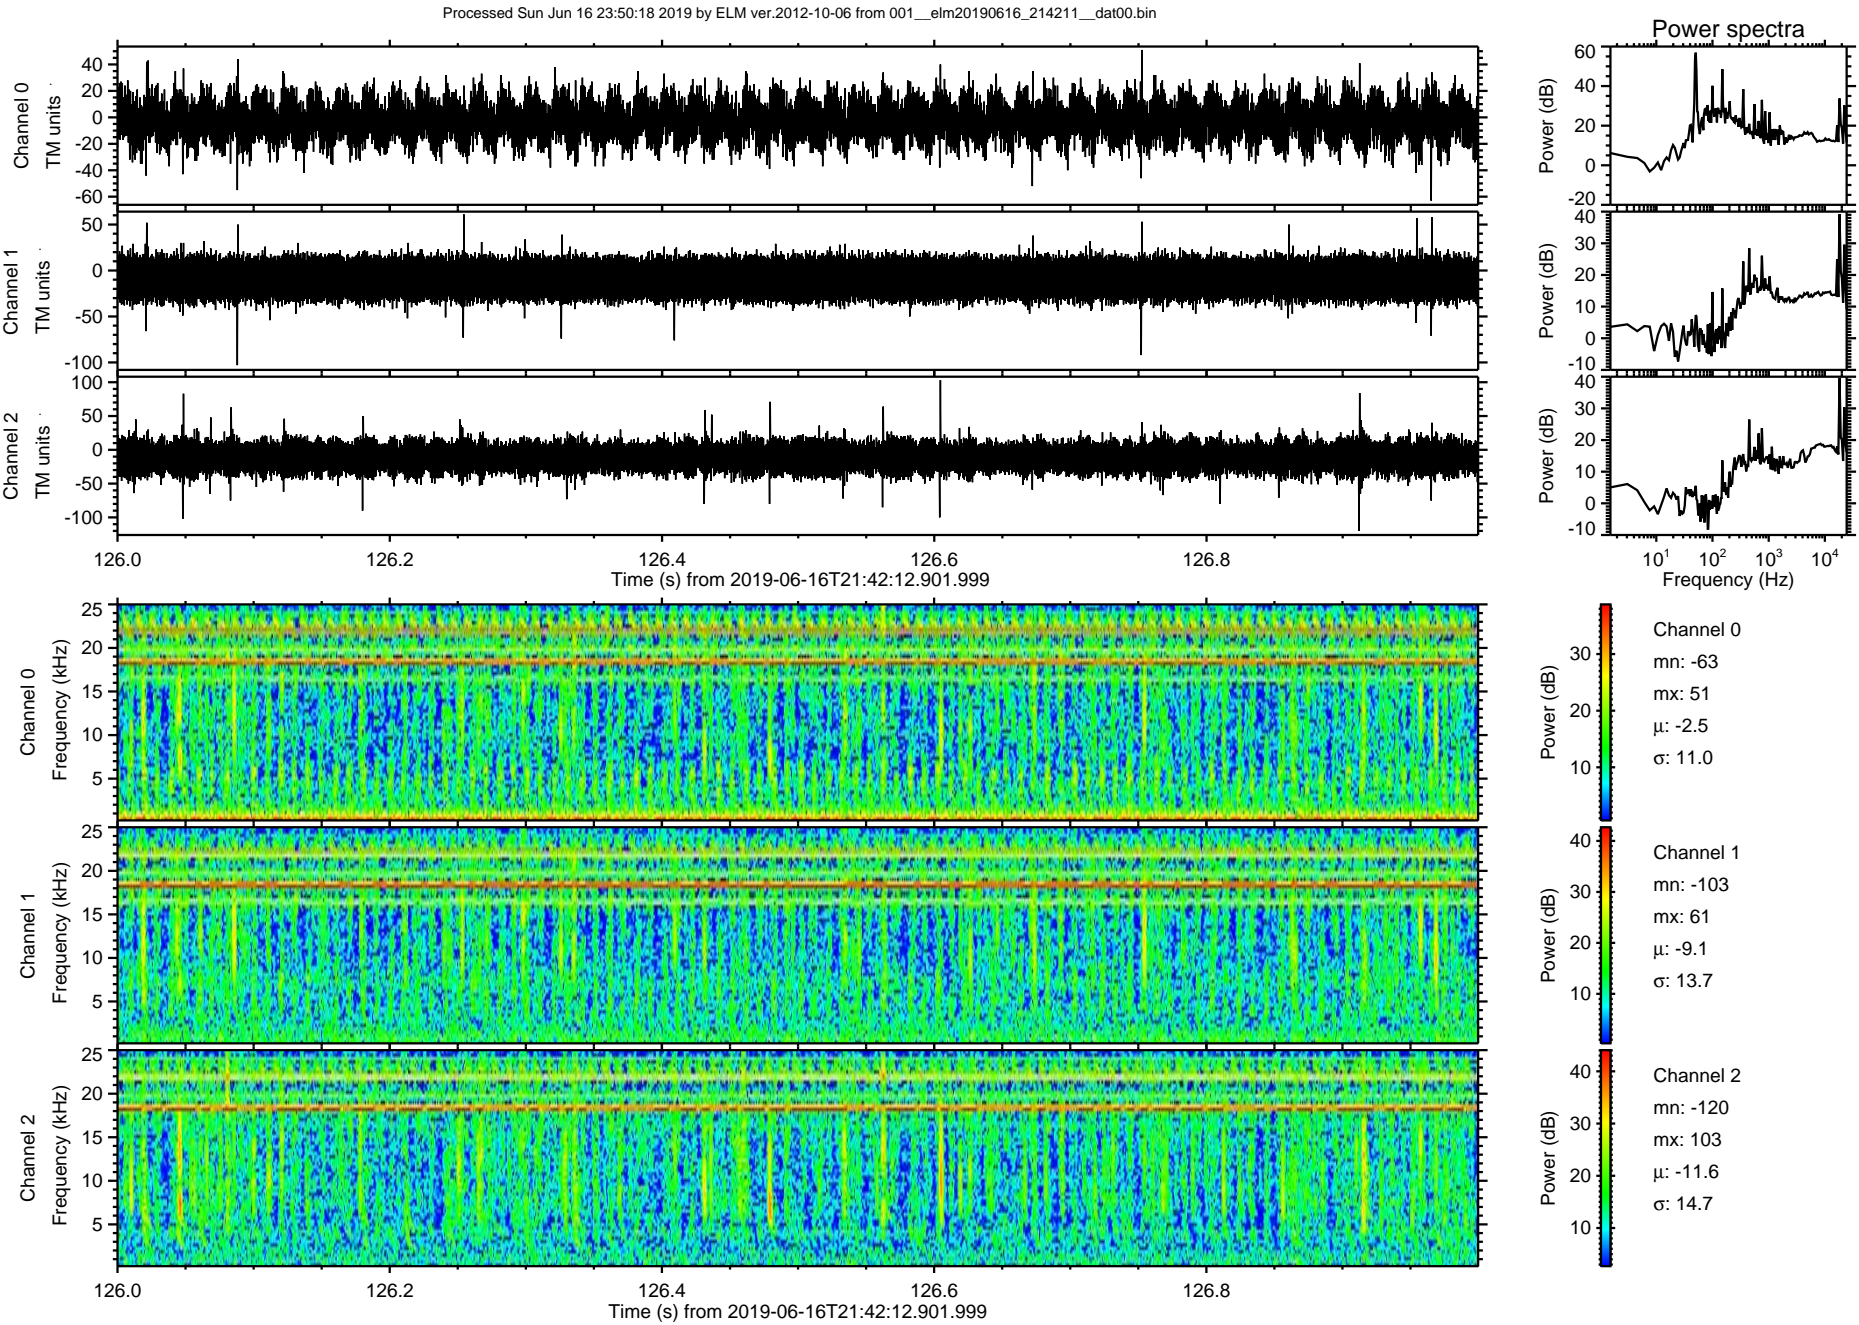 Processed Sun Jun 16 23:50:18 2019 by ELM ver.2012-10-06 from 001__elm20190616_214211__dat00.bin
Power spectra
Channel 0
TM units
40
20
0
-20
-40
-60
Power (dB)
60
40
20
0
-20
Channel 1
TM units
50
0
-50
-100
Power (dB)
40
30
20
10
0
-10
Channel 2
TM units
100
50
0
-50
-100
Power (dB)
40
30
20
10
0
-10
126.0 126.2 126.4 126.6 126.8
Time (s) from 2019-06-16T21:42:12.901.999
10¹ 10² 10³ 10⁴
Frequency (Hz)
Channel 0
Frequency (kHz)
25
20
15
10
5
Power (dB)
30
20
10
Channel 0
mn: -63
mx: 51
μ: -2.5
σ: 11.0
Channel 1
Frequency (kHz)
25
20
15
10
5
Power (dB)
40
30
20
10
Channel 1
mn: -103
mx: 61
μ: -9.1
σ: 13.7
Channel 2
Frequency (kHz)
25
20
15
10
5
Power (dB)
40
30
20
10
Channel 2
mn: -120
mx: 103
μ: -11.6
σ: 14.7
126.0 126.2 126.4 126.6 126.8
Time (s) from 2019-06-16T21:42:12.901.999